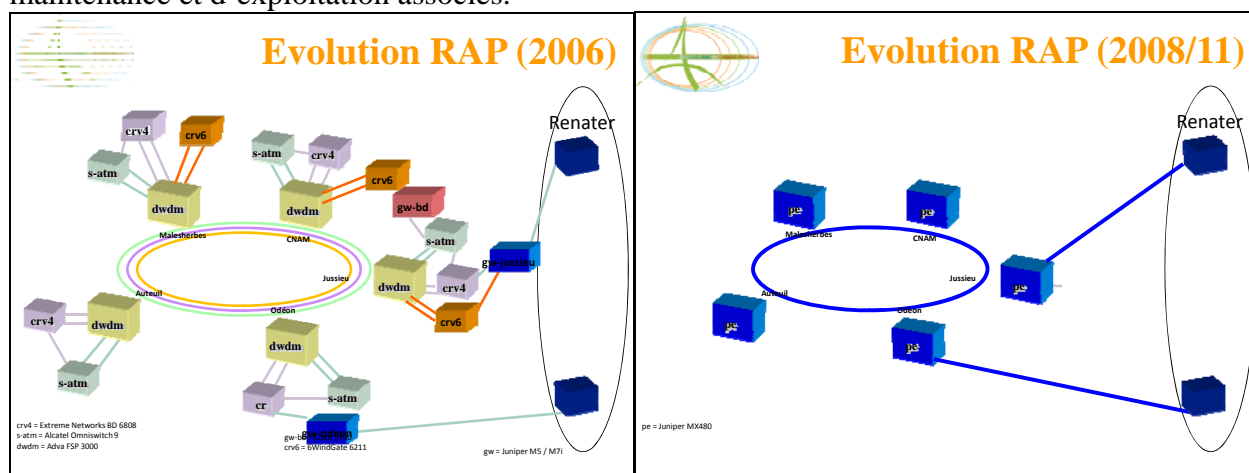 maintenance et d'exploitation associés.
Evolution RAP (2006)
Renater
crv4
crv6
s-atm
dwdm
Malesherbes
s-atm
crv4
crv6
dwdm
CNAM
gw-bd
s-atm
gw-jussieu
Jussieu
dwdm
crv4
crv6
Auteuil
crv4
dwdm
s-atm
Odéon
dwdm
cr
s-atm
gw-odeon
crv4 = Extreme Networks BD 6808
s-atm = Alcatel Omniswitch 9
dwdm = Adva FSP 3000
gw-b
crv6 = 6WindGate 6211
gw = Juniper M5 / M7i
Evolution RAP (2008/11)
Renater
pe
Malesherbes
pe
CNAM
Jussieu
pe
Auteuil
pe
Odéon
pe
pe = Juniper MX480